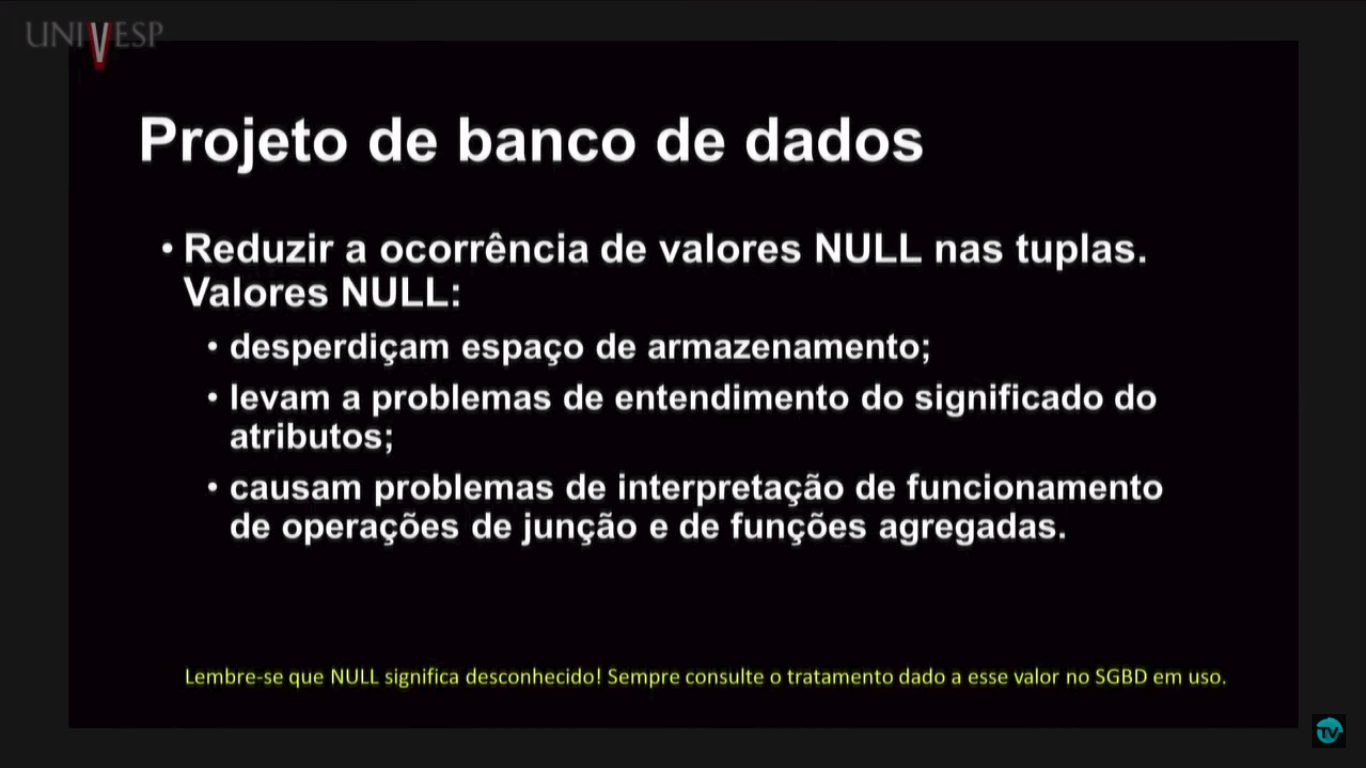 UNIVESP
Projeto de banco de dados
• Reduzir a ocorrência de valores NULL nas tuplas.
Valores NULL:
• desperdiçam espaço de armazenamento;
• levam a problemas de entendimento do significado do
atributos;
• causam problemas de interpretação de funcionamento
de operações de junção e de funções agregadas.
Lembre-se que NULL significa desconhecido! Sempre consulte o tratamento dado a esse valor no SGBD em uso.
TV